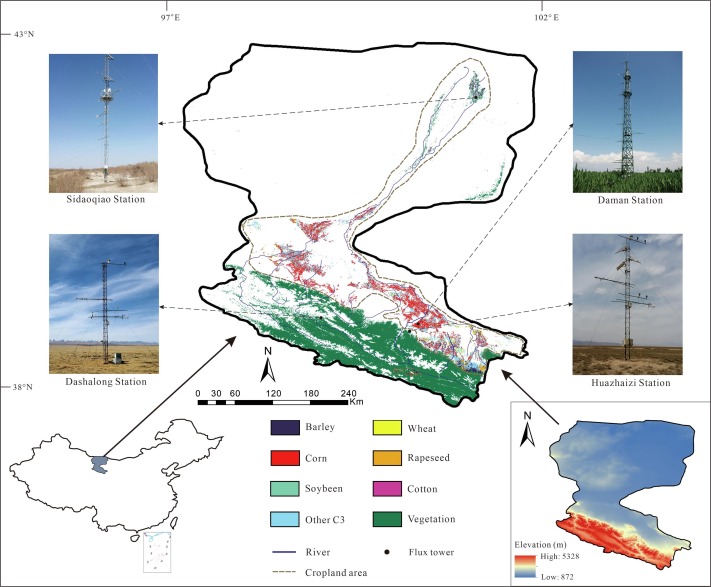 97°E
102°E
43°N
Sidaoqiao Station
Daman Station
Dashalong Station
Huazhaizi Station
38°N
N
0 30 60 120 180 240
Km
Barley
Wheat
Corn
Rapeseed
Soybeen
Cotton
Other C3
Vegetation
River
Flux tower
Cropland area
N
Elevation (m)
High: 5328
Low: 872